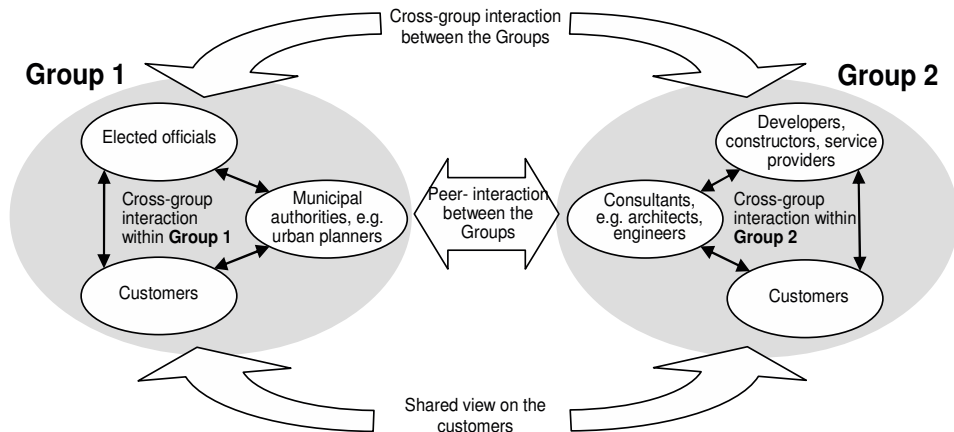 Cross-group interaction
between the Groups
Group 1
Group 2
Elected officials
Cross-group
interaction
within Group 1
Municipal
authorities, e.g.
urban planners
Customers
Peer- interaction
between the
Groups
Developers,
constructors, service
providers
Consultants,
e.g. architects,
engineers
Cross-group
interaction within
Group 2
Customers
Shared view on the
customers